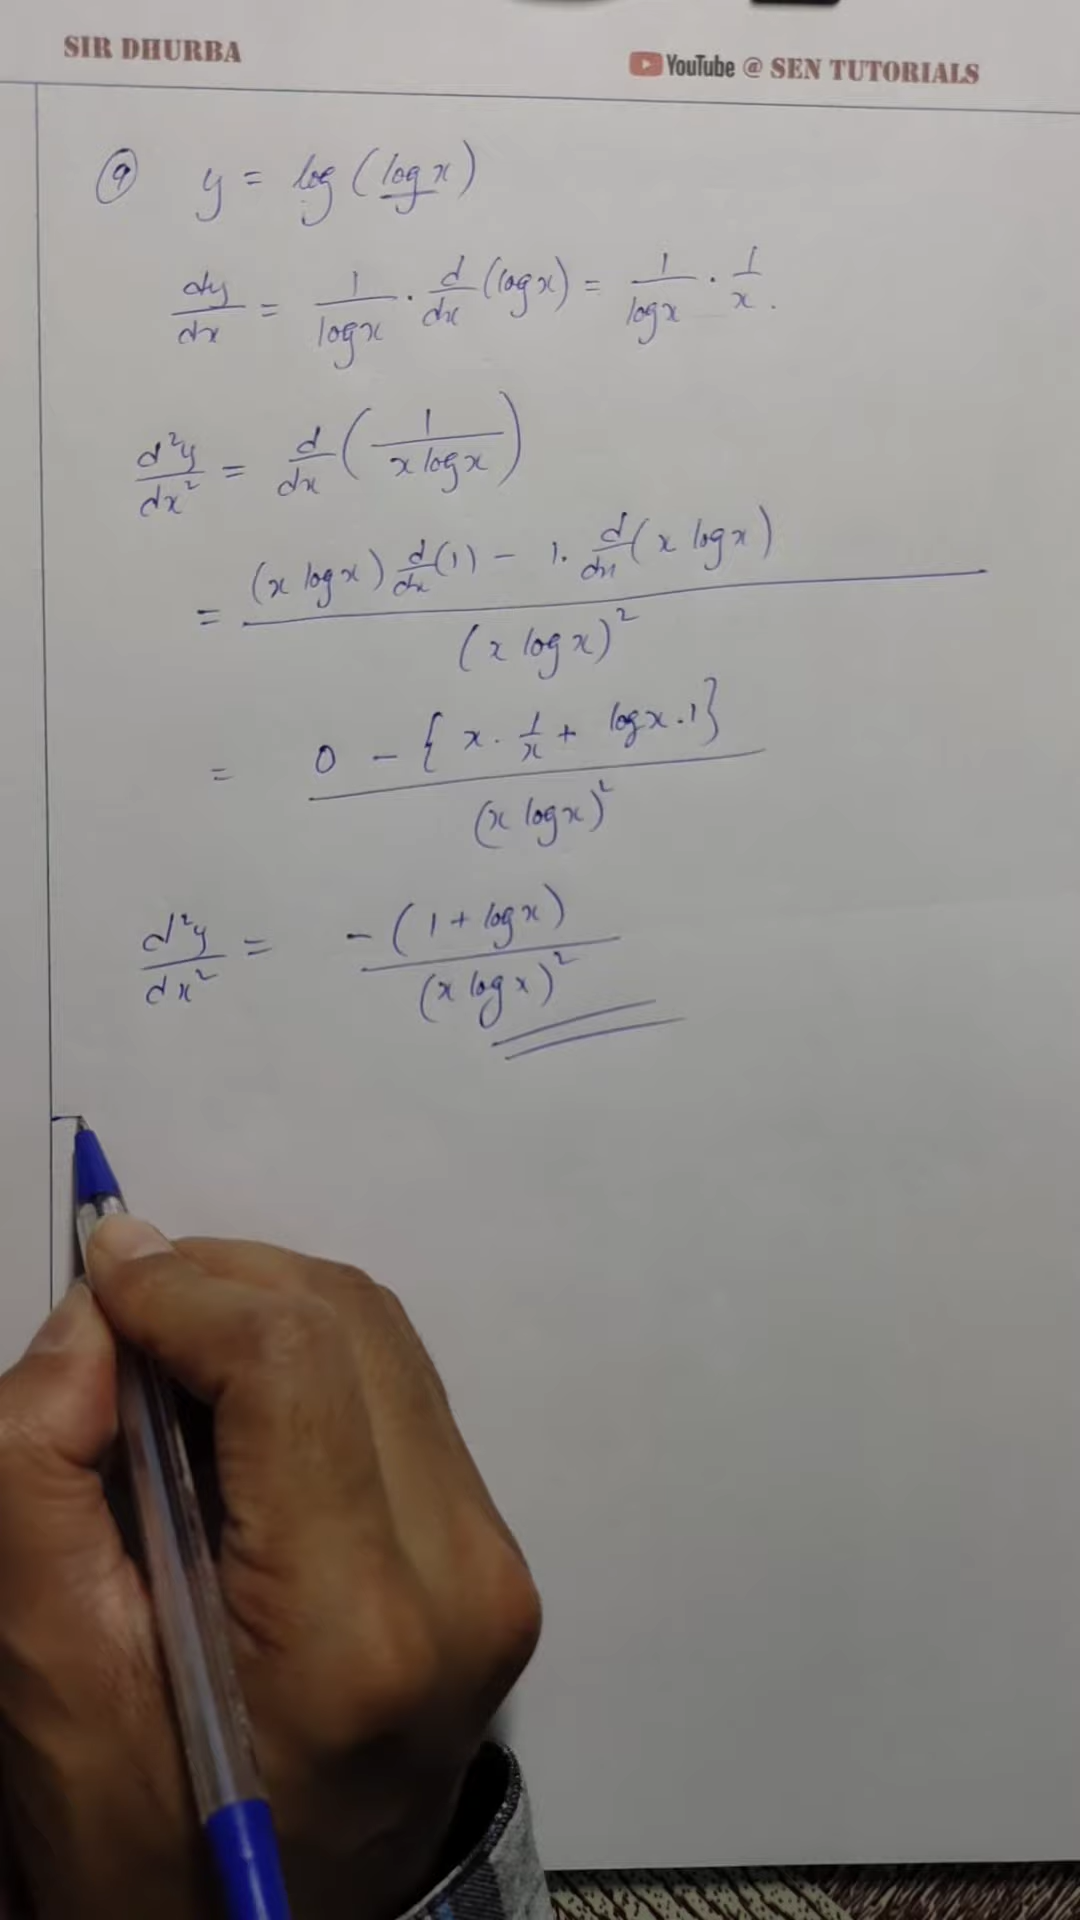 SIR DHURBA
YouTube @ SEN TUTORIALS
⑨ y = log (log x)
dy/dx = 1/log x · d/dx (log x) = 1/log x · 1/x .
d²y/dx² = d/dx ( 1/x log x )
= (x log x) d/dx (1) – 1. d/dx ( x log x ) / (x log x)²
= 0 – { x · 1/x + log x . 1 } / (x log x)²
d²y/dx² = – ( 1 + log x ) / (x log x)²